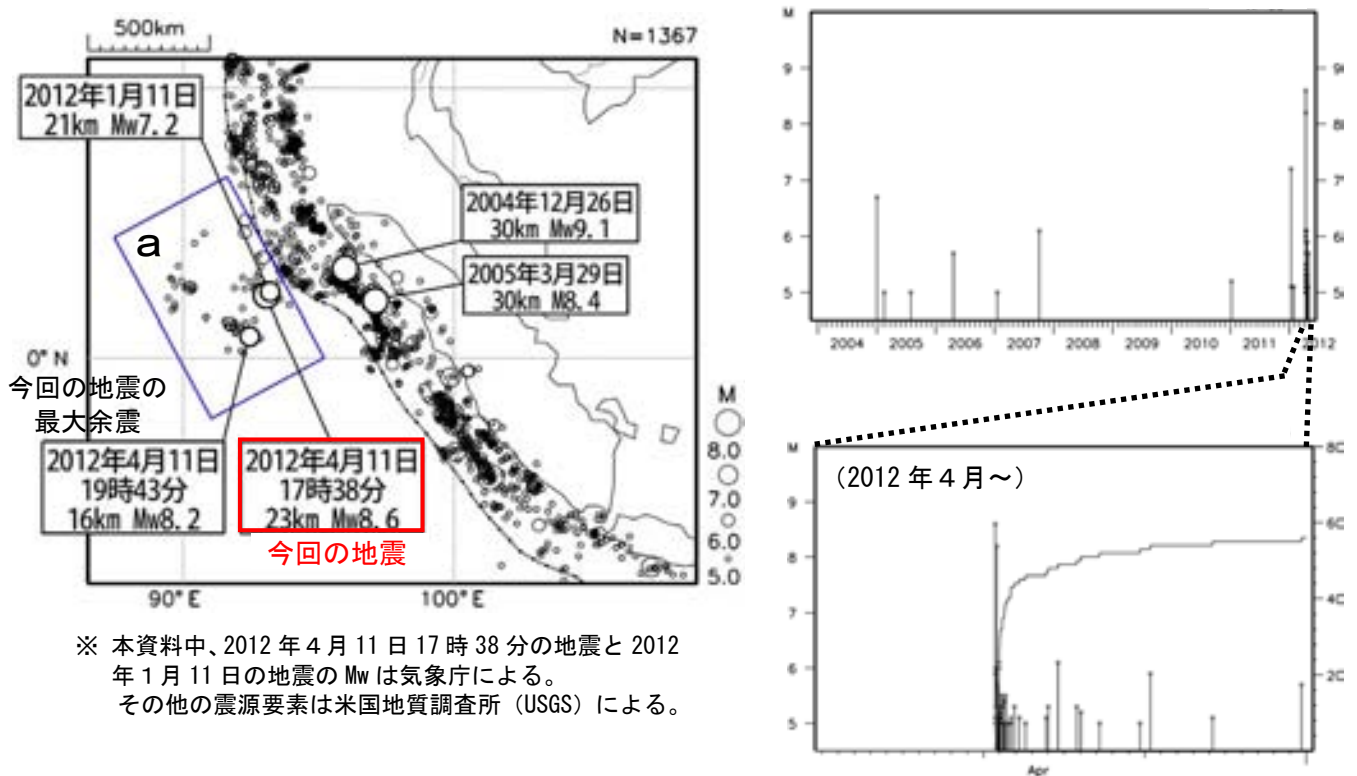 500km
N=1367
2012年1月11日
21km Mw7.2
2004年12月26日
30km Mw9.1
2005年3月29日
30km M8.4
a
0°N
今回の地震の
最大余震
2012年4月11日
19時43分
16km Mw8.2
2012年4月11日
17時38分
23km Mw8.6
今回の地震
M
8.0
7.0
6.0
5.0
90°E
100°E
※ 本資料中、2012年4月11日17時38分の地震と2012
年1月11日の地震のMwは気象庁による。
その他の震源要素は米国地質調査所(USGS)による。
M
9
8
7
6
5
2004 2005 2006 2007 2008 2009 2010 2011 2012
M
(2012年4月~)
9
8
7
6
5
Apr